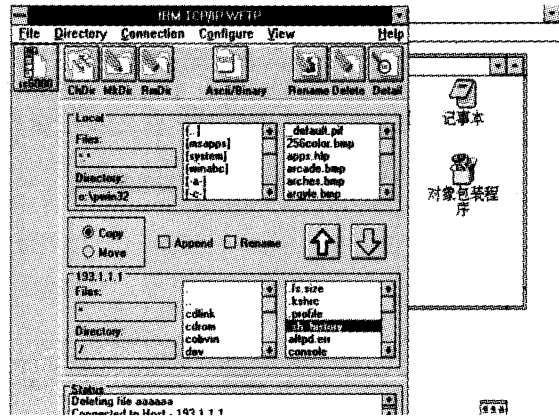 IBM TCP/IP WFTP
File Directory Connection Configure View Help
rs6000 ChDir MkDir RmDir Ascii/Binary Rename Delete Detail
Local
Files:
*.*
Directory:
o:\pwin32
[..]
[msapps]
[system]
[winabc]
[-a-]
[-c-]
_default.pif
256color.bmp
apps.hlp
arcade.bmp
arches.bmp
argyle.bmp
Copy
Move
Append Rename
193.1.1.1
Files:
*
Directory:
/
.
..
cdlink
cdrom
cobvin
dev
.fs.size
.kshrc
.profile
.sh_history
altpd.err
console
Status
Deleting file aaaaaa
Connected to Host - 193.1.1.1
记事本
对象包装程
序